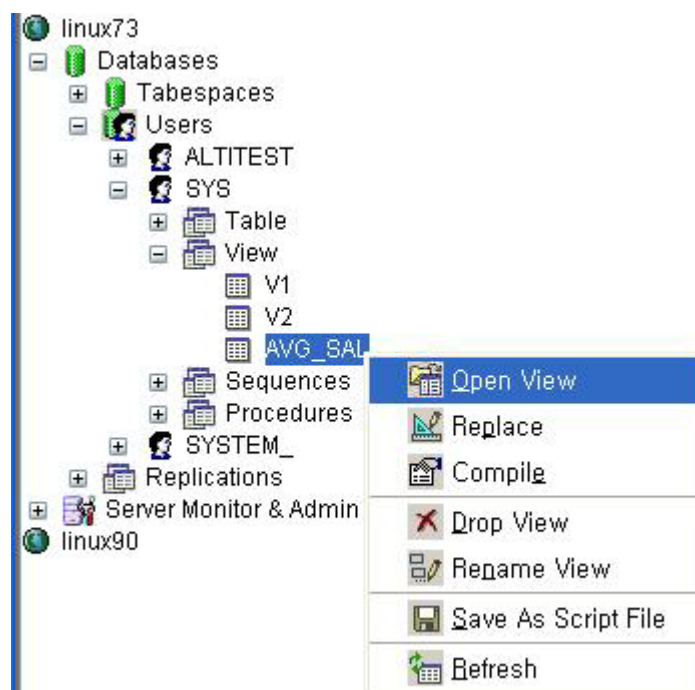 linux73
Databases
Tabespaces
Users
ALTITEST
SYS
Table
View
V1
V2
AVG_SAL
Open View
Sequences
Procedures
Replace
SYSTEM_
Compile
Replications
Server Monitor & Admin
Drop View
linux90
Rename View
Save As Script File
Refresh